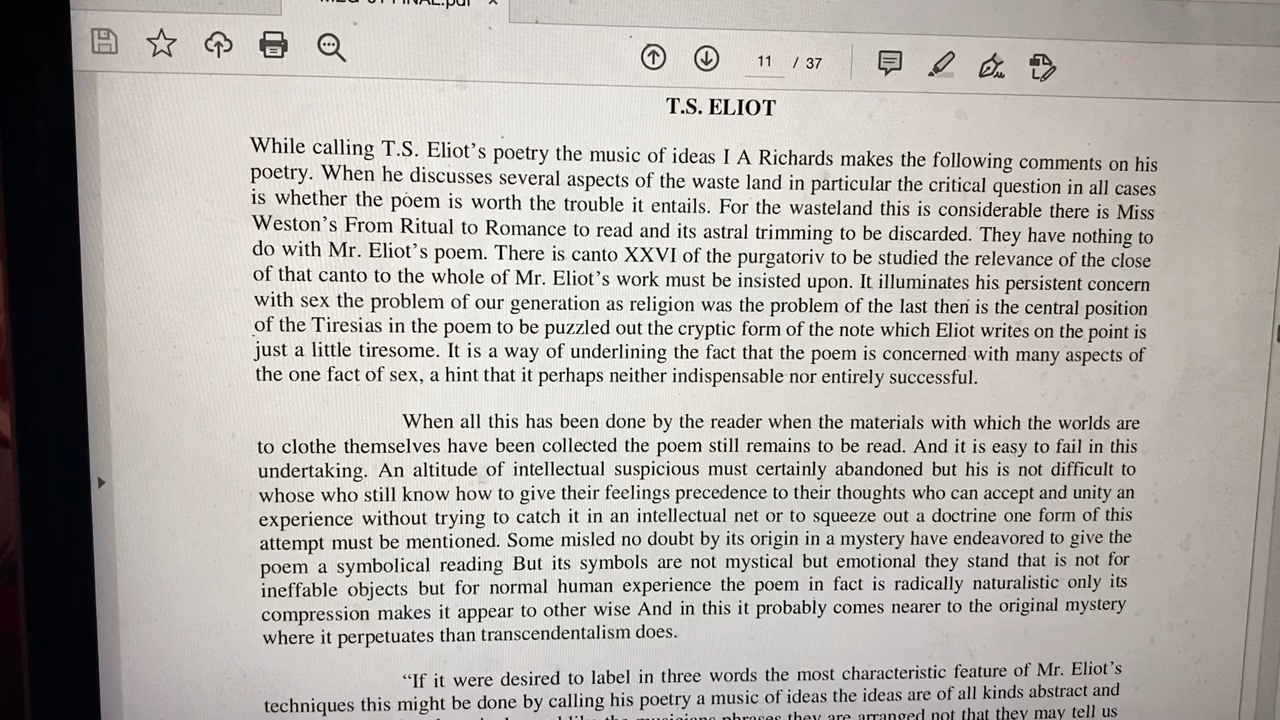 11 / 37
T.S. ELIOT
While calling T.S. Eliot's poetry the music of ideas I A Richards makes the following comments on his
poetry. When he discusses several aspects of the waste land in particular the critical question in all cases
is whether the poem is worth the trouble it entails. For the wasteland this is considerable there is Miss
Weston's From Ritual to Romance to read and its astral trimming to be discarded. They have nothing to
do with Mr. Eliot's poem. There is canto XXVI of the purgatoriv to be studied the relevance of the close
of that canto to the whole of Mr. Eliot's work must be insisted upon. It illuminates his persistent concern
with sex the problem of our generation as religion was the problem of the last then is the central position
of the Tiresias in the poem to be puzzled out the cryptic form of the note which Eliot writes on the point is
just a little tiresome. It is a way of underlining the fact that the poem is concerned with many aspects of
the one fact of sex, a hint that it perhaps neither indispensable nor entirely successful.
When all this has been done by the reader when the materials with which the worlds are
to clothe themselves have been collected the poem still remains to be read. And it is easy to fail in this
undertaking. An altitude of intellectual suspicious must certainly abandoned but his is not difficult to
whose who still know how to give their feelings precedence to their thoughts who can accept and unity an
experience without trying to catch it in an intellectual net or to squeeze out a doctrine one form of this
attempt must be mentioned. Some misled no doubt by its origin in a mystery have endeavored to give the
poem a symbolical reading But its symbols are not mystical but emotional they stand that is not for
ineffable objects but for normal human experience the poem in fact is radically naturalistic only its
compression makes it appear to other wise And in this it probably comes nearer to the original mystery
where it perpetuates than transcendentalism does.
“If it were desired to label in three words the most characteristic feature of Mr. Eliot's
techniques this might be done by calling his poetry a music of ideas the ideas are of all kinds abstract and
phrases they are arranged not that they may tell us